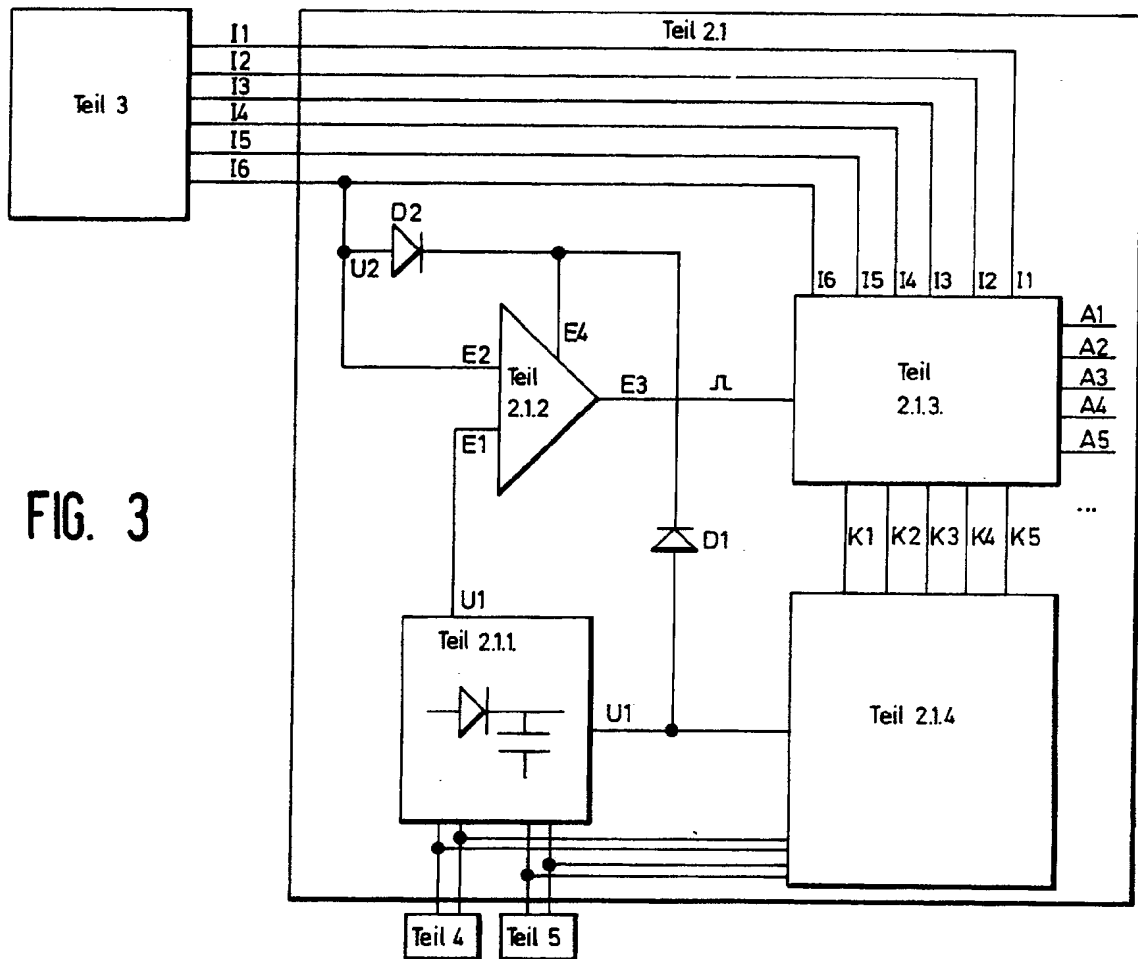 Teil 2.1
I1
I2
I3
I4
I5
I6
Teil 3
D2
U2
E4
I6 I5 I4 I3 I2 I1
E2
Teil
2.1.2
E3
E1
Teil
2.1.3.
A1
A2
A3
A4
A5
...
FIG. 3
D1
K1 K2 K3 K4 K5
U1
Teil 2.1.1.
U1
Teil 2.1.4
Teil 4
Teil 5